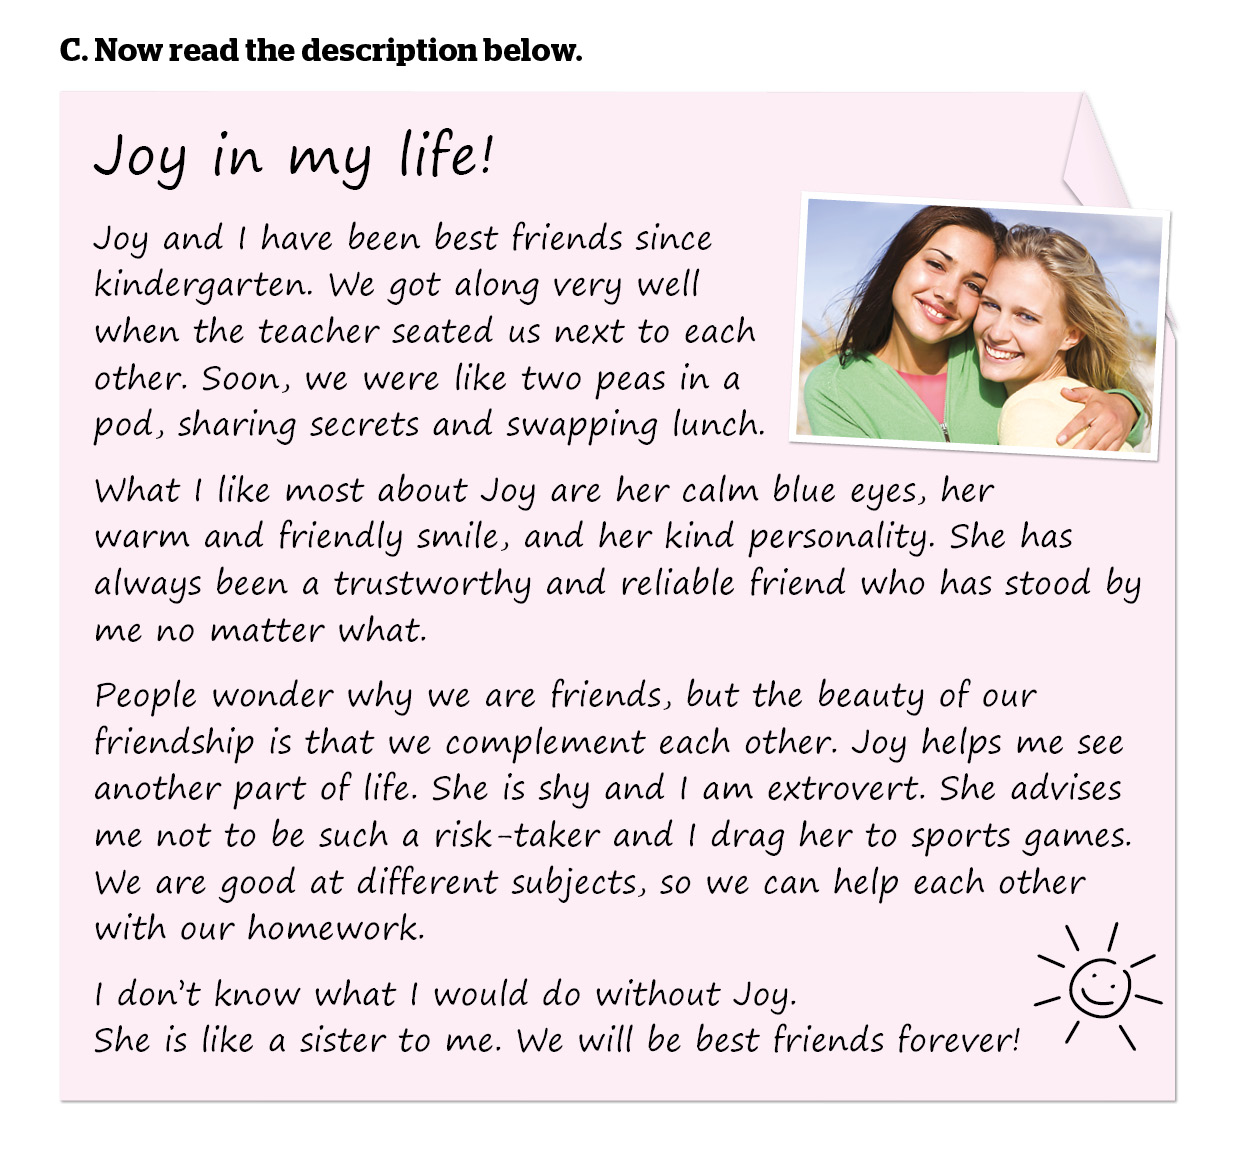 C. Now read the description below.
Joy in my life!
Joy and I have been best friends since
kindergarten. We got along very well
when the teacher seated us next to each
other. Soon, we were like two peas in a
pod, sharing secrets and swapping lunch.
What I like most about Joy are her calm blue eyes, her
warm and friendly smile, and her kind personality. She has
always been a trustworthy and reliable friend who has stood by
me no matter what.
People wonder why we are friends, but the beauty of our
friendship is that we complement each other. Joy helps me see
another part of life. She is shy and I am extrovert. She advises
me not to be such a risk-taker and I drag her to sports games.
We are good at different subjects, so we can help each other
with our homework.
I don't know what I would do without Joy.
She is like a sister to me. We will be best friends forever!